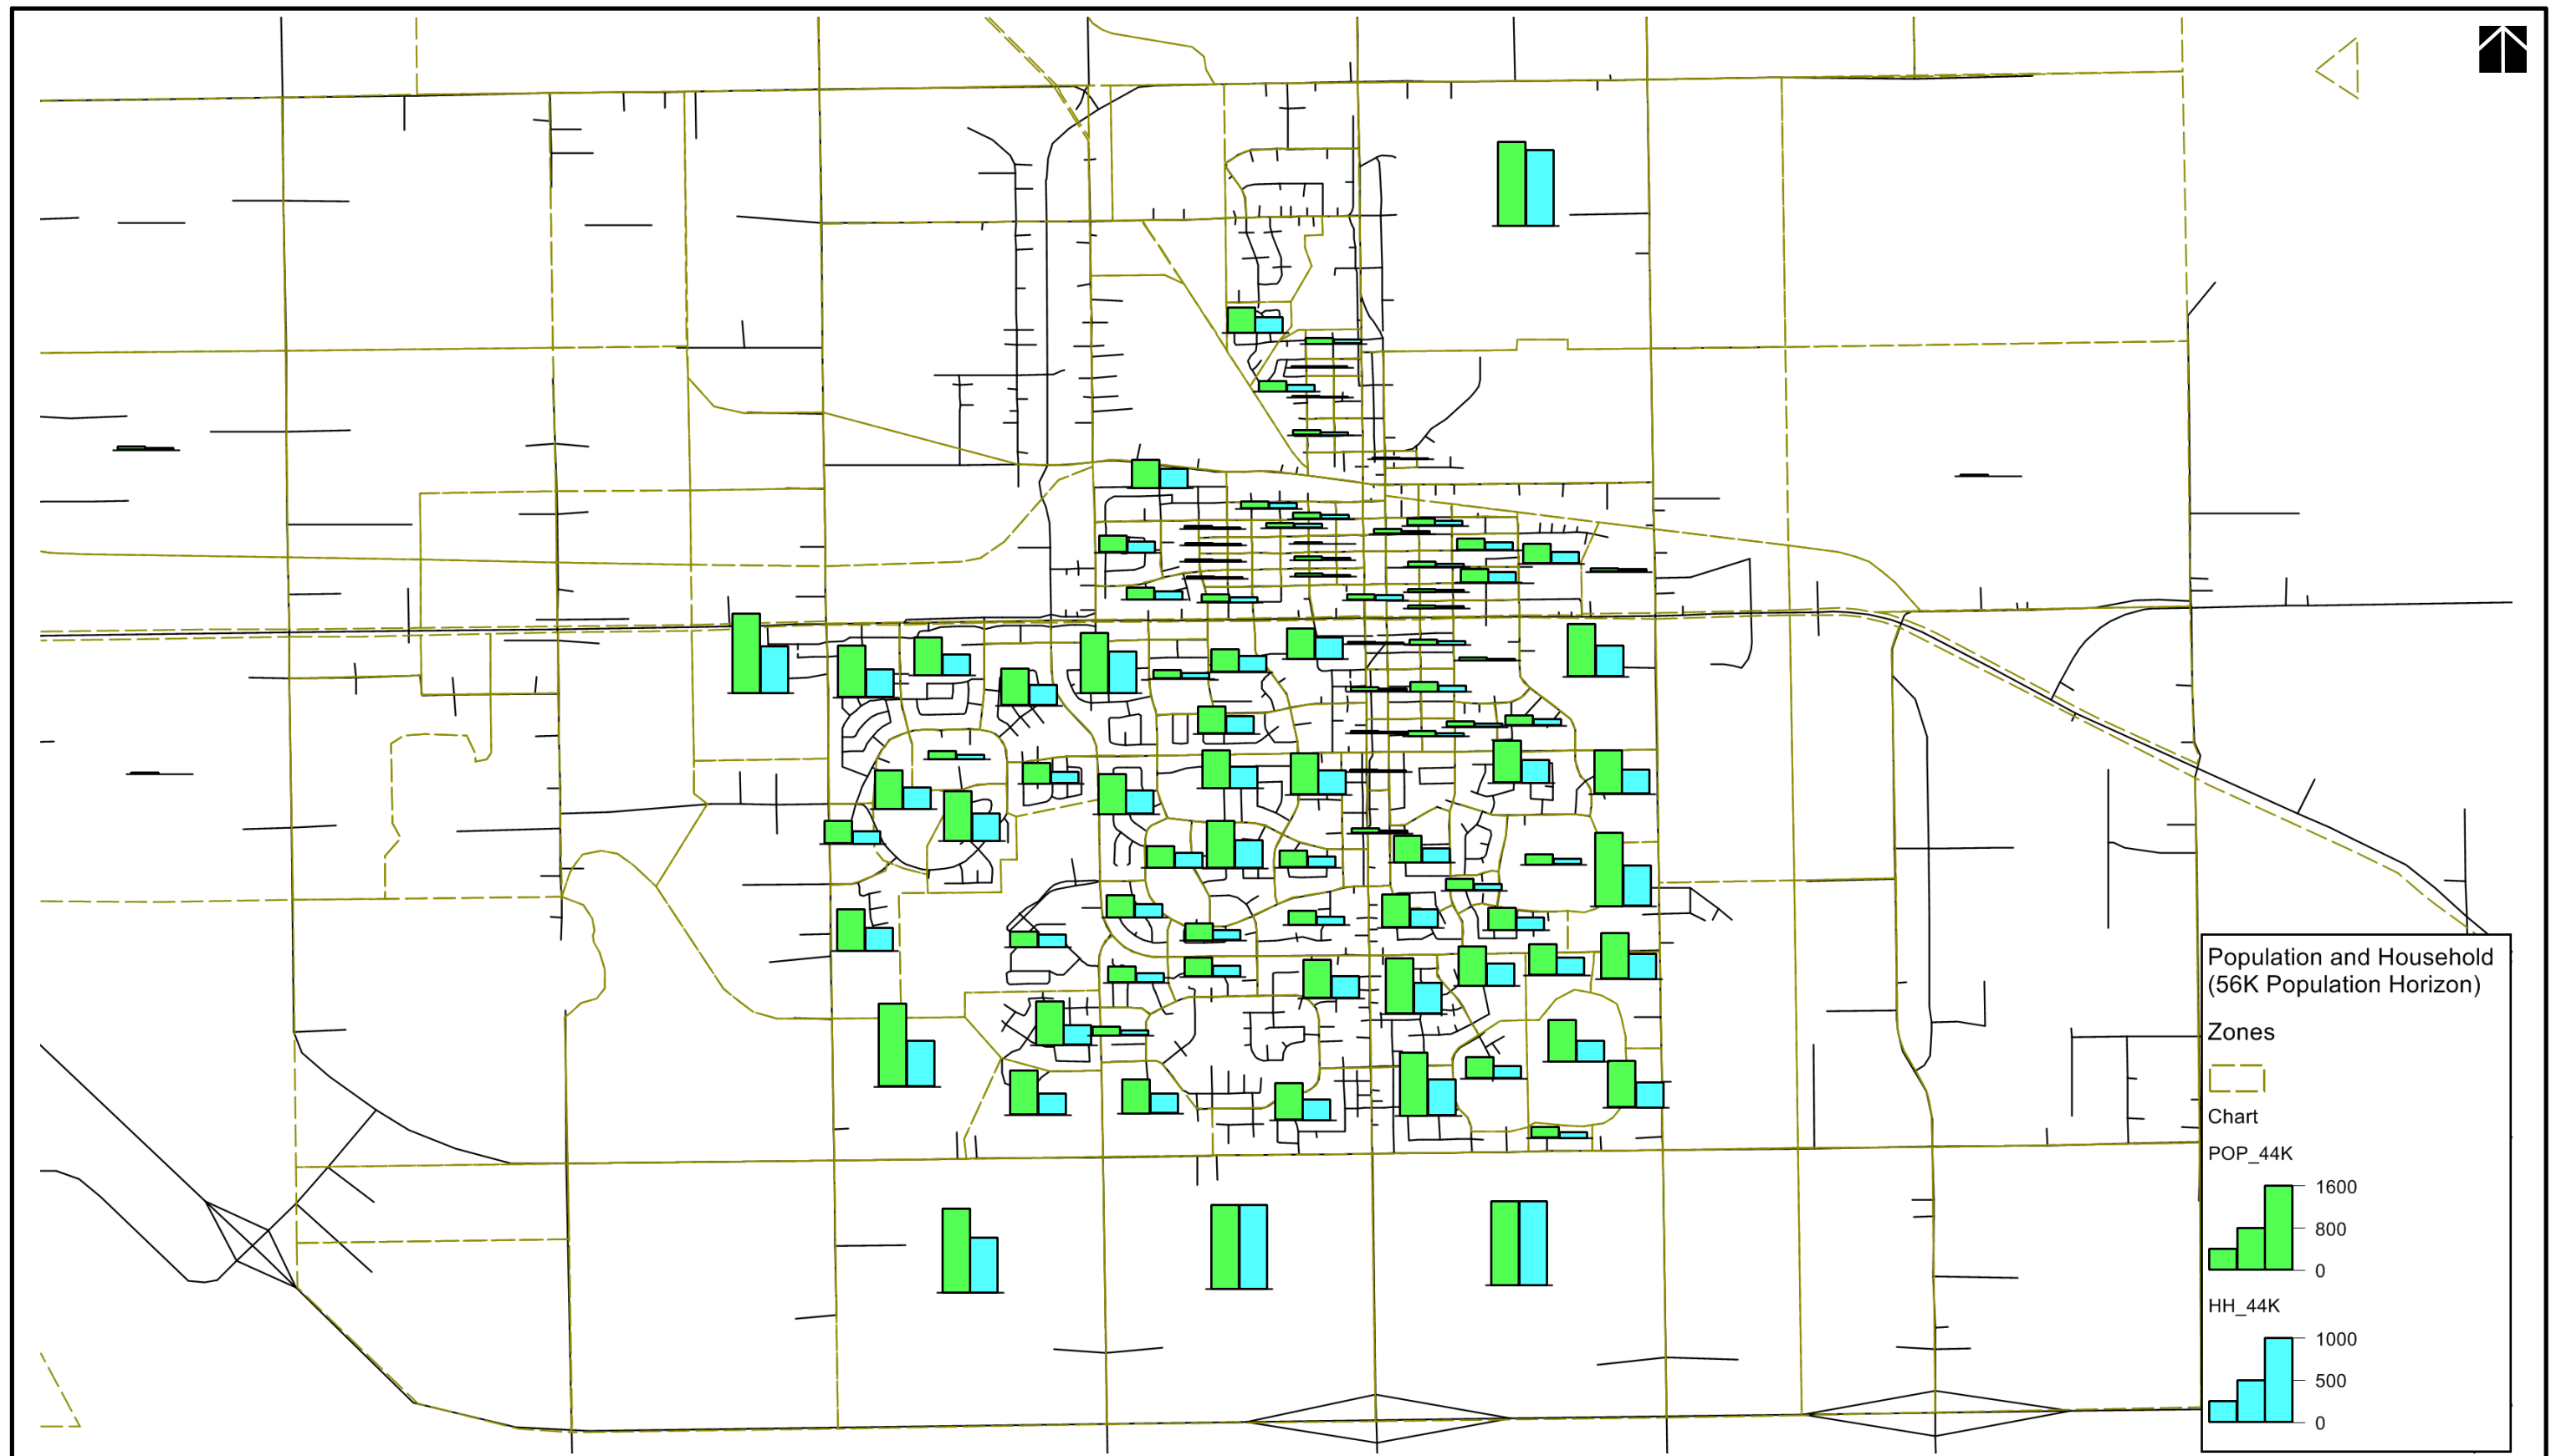 Population and Household
(56K Population Horizon)
Zones
Chart
POP_44K
1600
800
0
HH_44K
1000
500
0